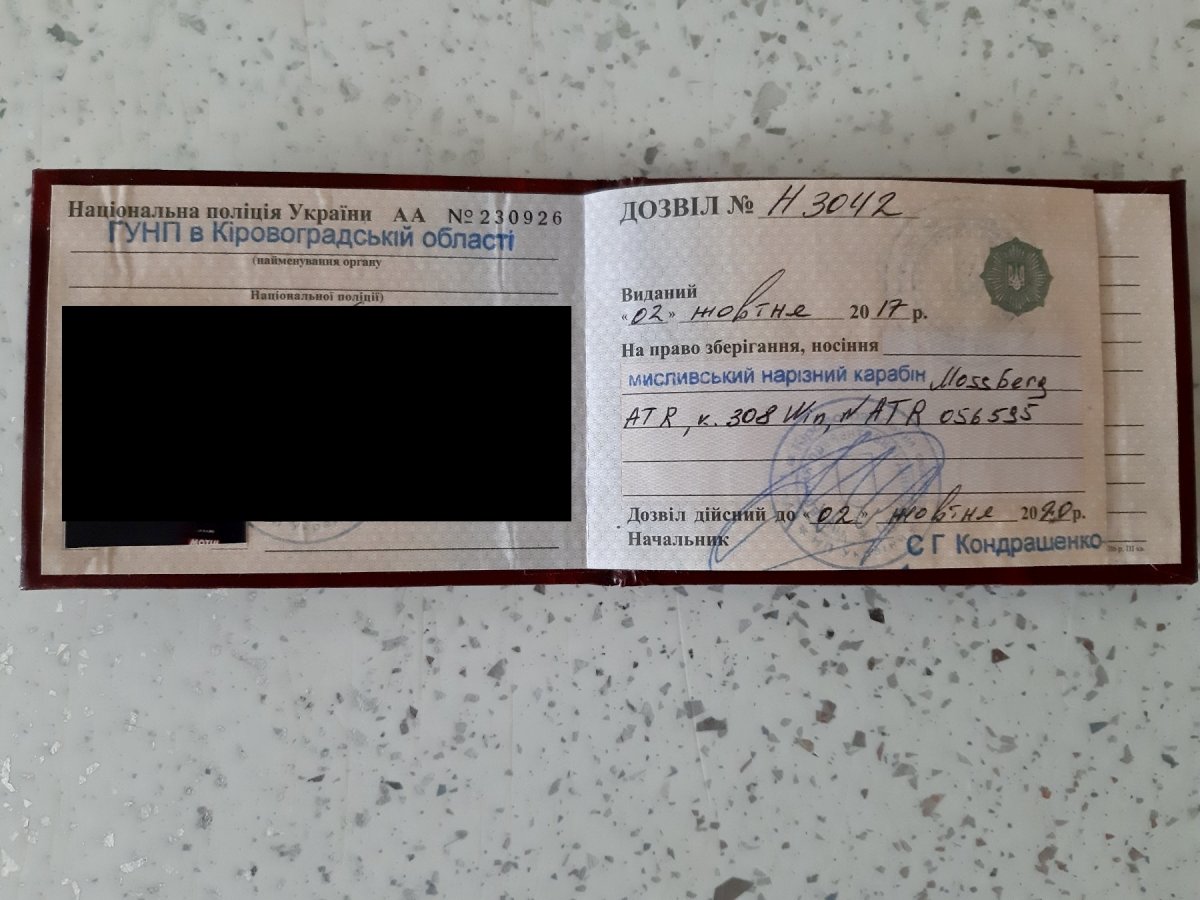 Національна поліція України АА №230926
ГУНП в Кіровоградській області
(найменування органу
Національної поліції)
MOTUL
ДОЗВІЛ № Н 3042
Виданий
«02» жовтня 2017 р.
На право зберігання, носіння
мисливський нарізний карабін Mossberg
ATR, к. 308 Win, № ATR 056595
Дозвіл дійсний до «02» жовтня 2020 р.
Начальник
С Г Кондрашенко